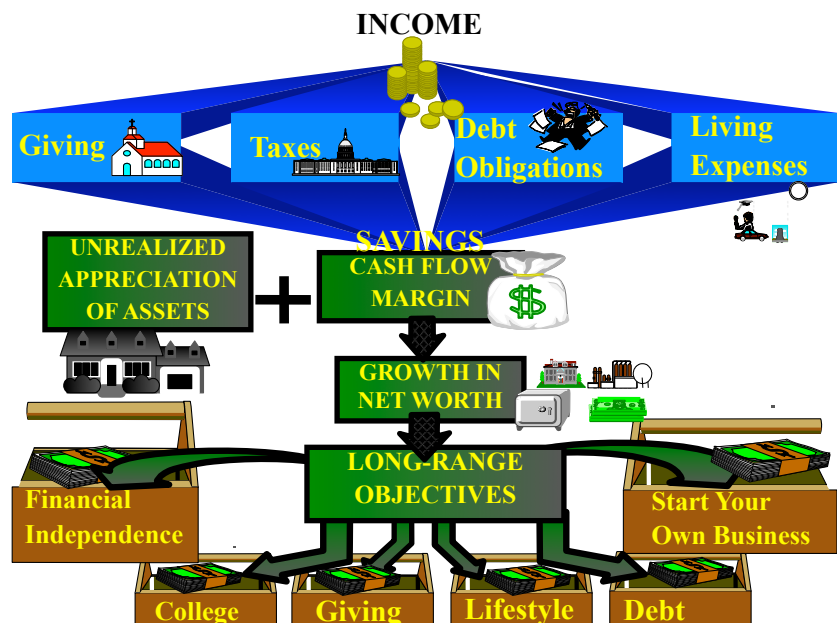 INCOME
Giving
Taxes
Debt
Obligations
Living
Expenses
SAVINGS
UNREALIZED
APPRECIATION
OF ASSETS
+
CASH FLOW
MARGIN
$
GROWTH IN
NET WORTH
LONG-RANGE
OBJECTIVES
Financial
Independence
Start Your
Own Business
College
Giving
Lifestyle
Debt